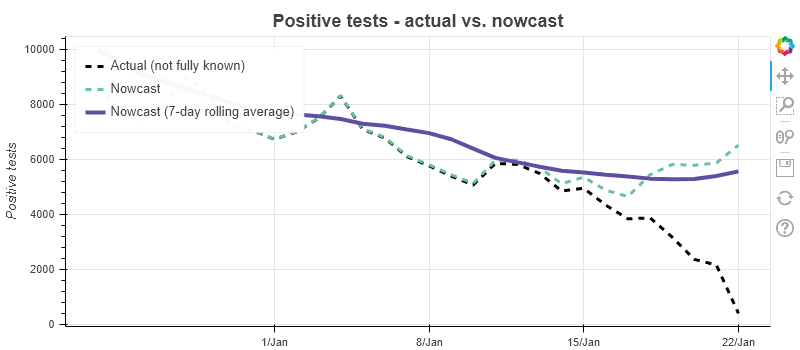 Positive tests - actual vs. nowcast
10000
8000
6000
4000
2000
0
Positive tests
Actual (not fully known)
Nowcast
Nowcast (7-day rolling average)
1/Jan
8/Jan
15/Jan
22/Jan